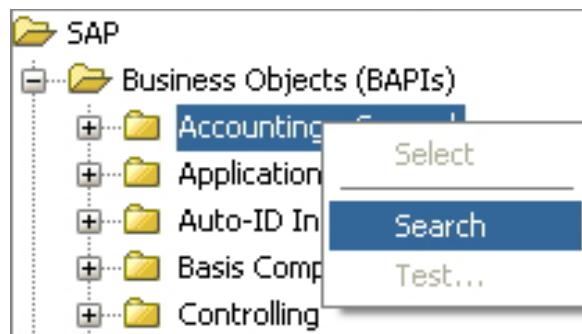 SAP
Business Objects (BAPIs)
Accounting
Select
Application
Auto-ID In
Search
Basis Comp
Test...
Controlling